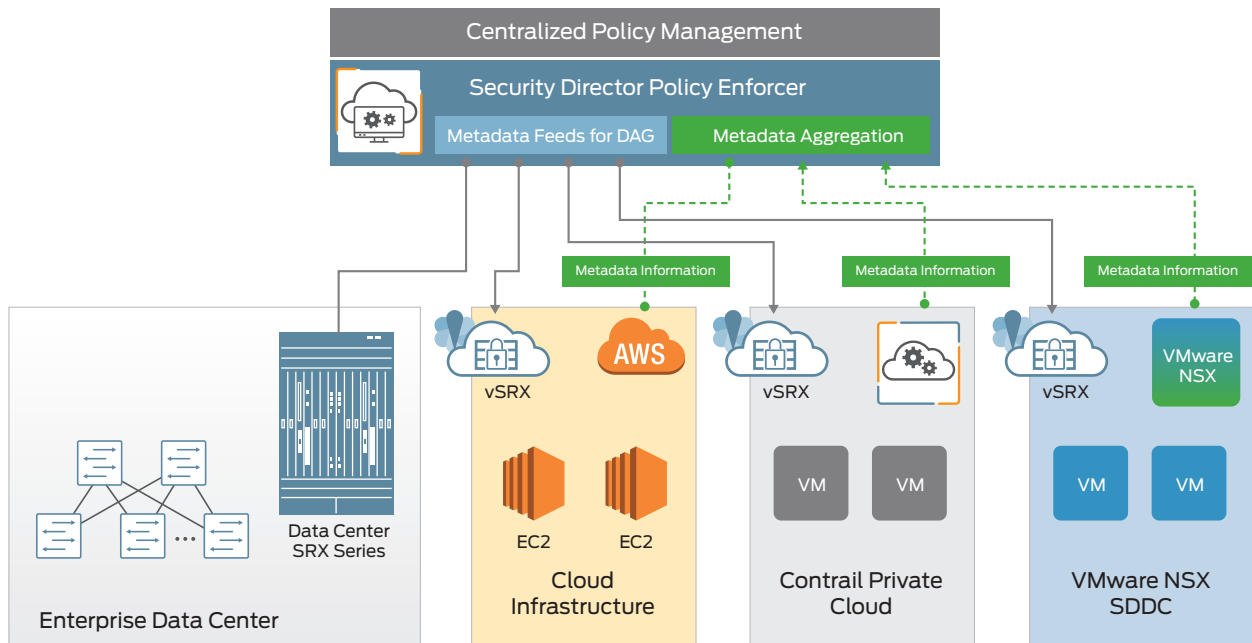 Centralized Policy Management
Security Director Policy Enforcer
Metadata Feeds for DAG
Metadata Aggregation
Metadata Information
Metadata Information
Metadata Information
Data Center
SRX Series
Enterprise Data Center
vSRX
AWS
EC2
EC2
Cloud
Infrastructure
vSRX
VM
VM
Contrail Private
Cloud
vSRX
VMware
NSX
VM
VM
VMware NSX
SDDC